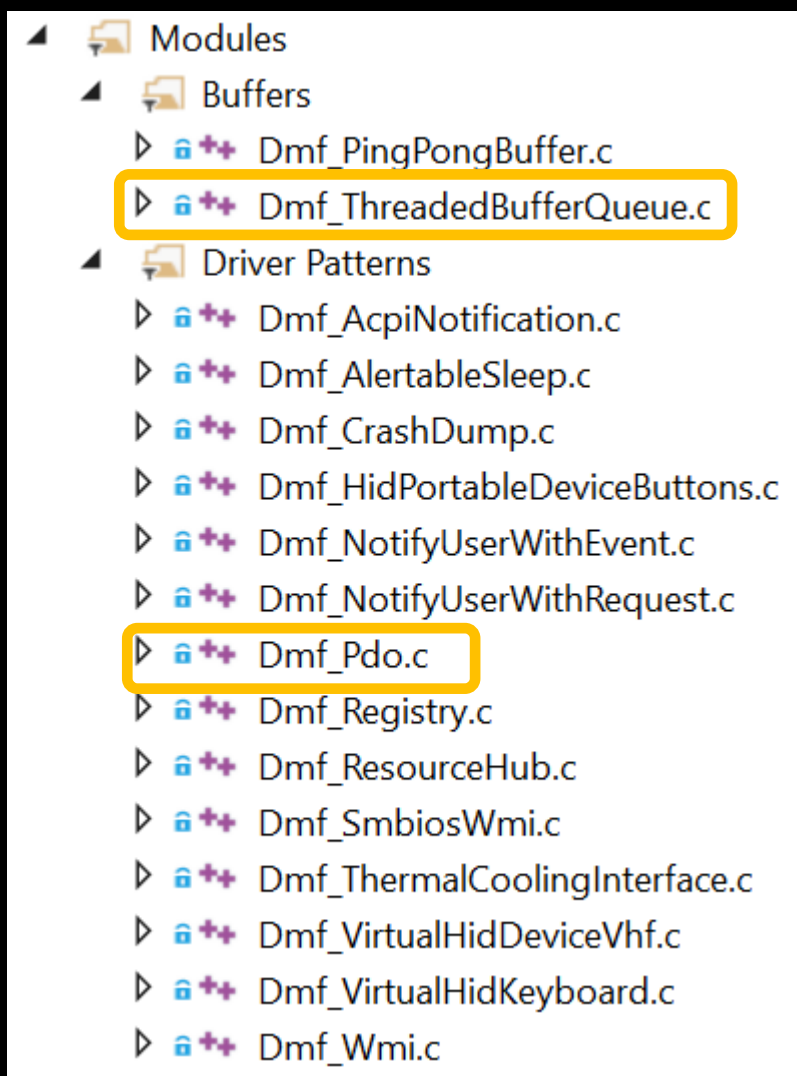 Modules
Buffers
Dmf_PingPongBuffer.c
Dmf_ThreadedBufferQueue.c
Driver Patterns
Dmf_AcpiNotification.c
Dmf_AlertableSleep.c
Dmf_CrashDump.c
Dmf_HidPortableDeviceButtons.c
Dmf_NotifyUserWithEvent.c
Dmf_NotifyUserWithRequest.c
Dmf_Pdo.c
Dmf_Registry.c
Dmf_ResourceHub.c
Dmf_SmbiosWmi.c
Dmf_ThermalCoolingInterface.c
Dmf_VirtualHidDeviceVhf.c
Dmf_VirtualHidKeyboard.c
Dmf_Wmi.c